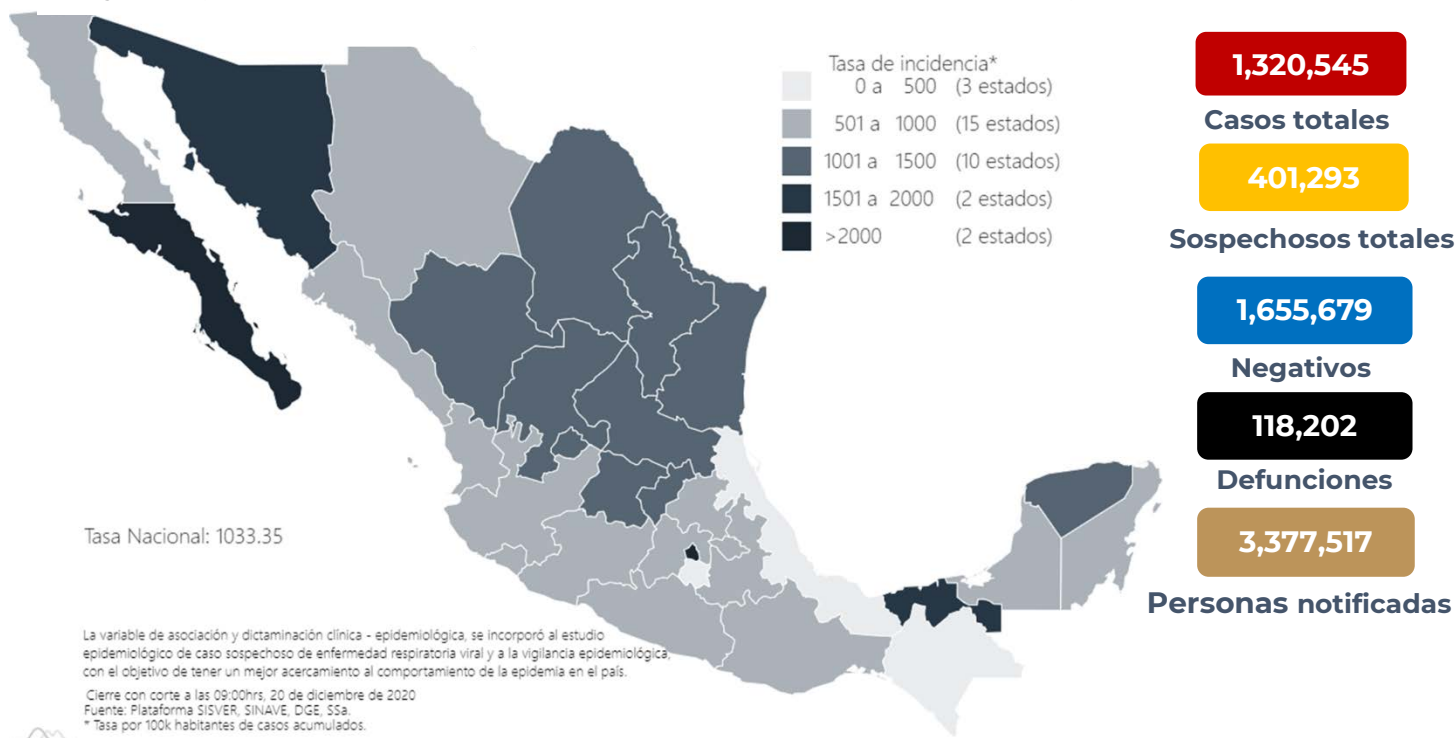 Tasa de incidencia*
0 a 500 (3 estados)
501 a 1000 (15 estados)
1001 a 1500 (10 estados)
1501 a 2000 (2 estados)
>2000 (2 estados)
Tasa Nacional: 1033.35
La variable de asociación y dictaminación clínica - epidemiológica, se incorporó al estudio
epidemiológico de caso sospechoso de enfermedad respiratoria viral y a la vigilancia epidemiológica,
con el objetivo de tener un mejor acercamiento al comportamiento de la epidemia en el país.
Cierre con corte a las 09:00hrs, 20 de diciembre de 2020
Fuente: Plataforma SISVER, SINAVE, DGE, SSa.
* Tasa por 100k habitantes de casos acumulados.
1,320,545
Casos totales
401,293
Sospechosos totales
1,655,679
Negativos
118,202
Defunciones
3,377,517
Personas notificadas